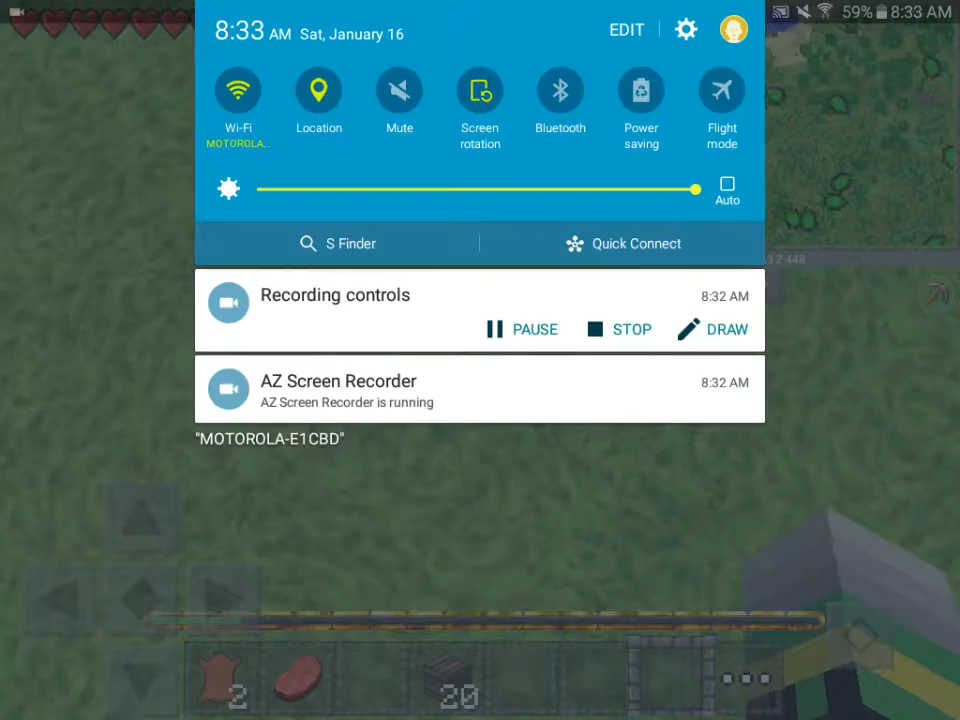 59% 8:33 AM
8:33 AM Sat, January 16
EDIT
Wi-Fi
MOTOROLA...
Location
Mute
Screen
rotation
Bluetooth
Power
saving
Flight
mode
Auto
S Finder
Quick Connect
Recording controls
8:32 AM
PAUSE
STOP
DRAW
AZ Screen Recorder
8:32 AM
AZ Screen Recorder is running
"MOTOROLA-E1CBD"
2
20